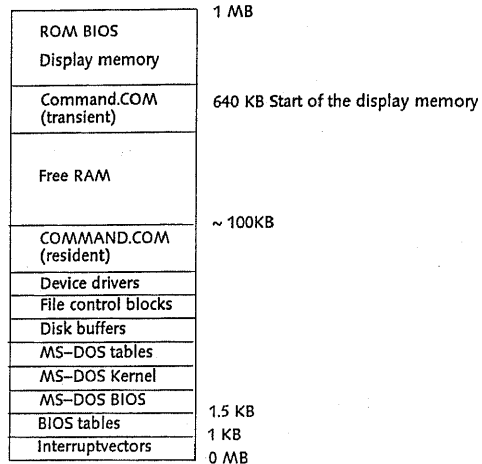 1 MB
ROM BIOS
Display memory
Command.COM
(transient)
640 KB Start of the display memory
Free RAM
~ 100KB
COMMAND.COM
(resident)
Device drivers
File control blocks
Disk buffers
MS-DOS tables
MS-DOS Kernel
MS-DOS BIOS
1.5 KB
BIOS tables
1 KB
Interruptvectors
0 MB